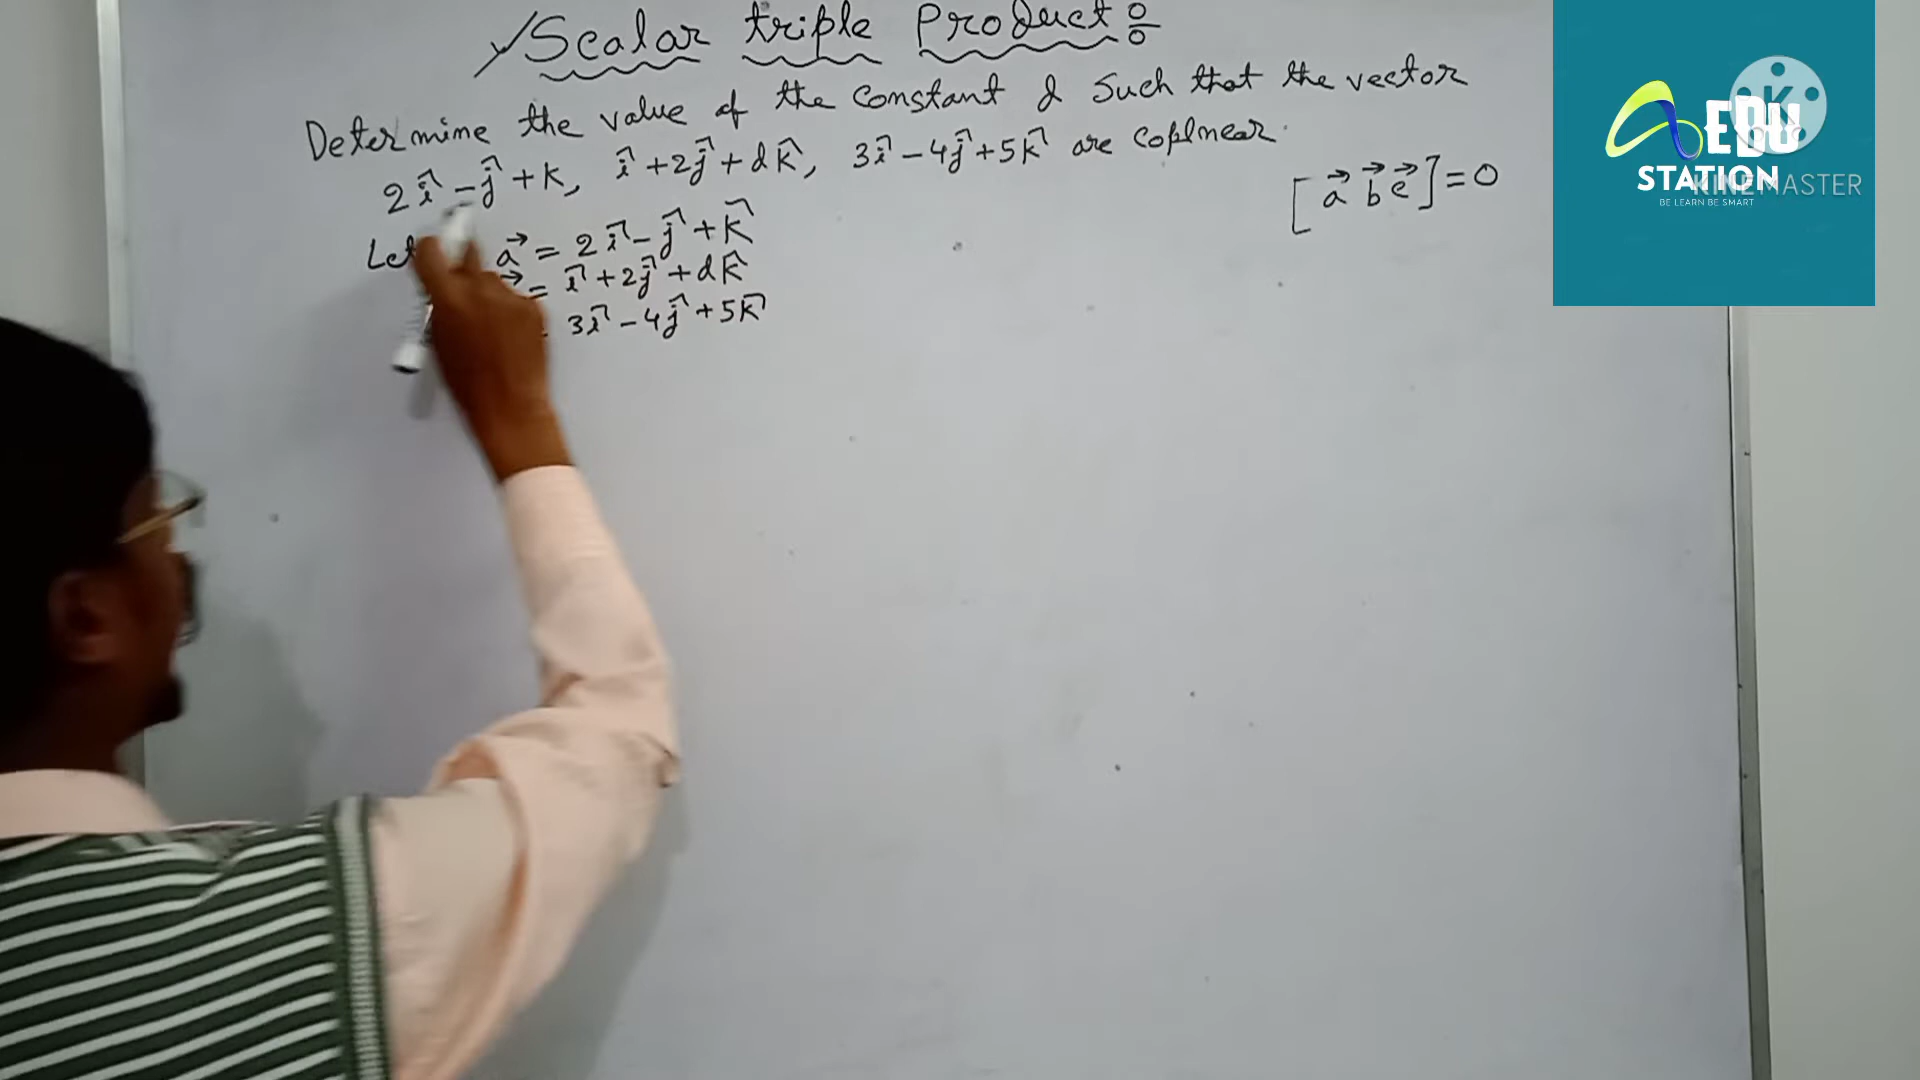 Scalar triple Product:
Determine the value of the constant d Such that the vector
2i⃗ - j⃗ + k, i⃗ + 2j⃗ + dk⃗, 3i⃗ - 4j⃗ + 5k⃗ are coplnear.
[a⃗ b⃗ c⃗] = 0
Let a⃗ = 2i⃗ - j⃗ + k⃗
= i⃗ + 2j⃗ + dk⃗
3i⃗ - 4j⃗ + 5k⃗
EDU
STATION
BE LEARN BE SMART
KINEMASTER